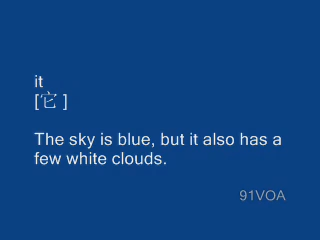 it
[它 ]
The sky is blue, but it also has a
few white clouds.
91VOA